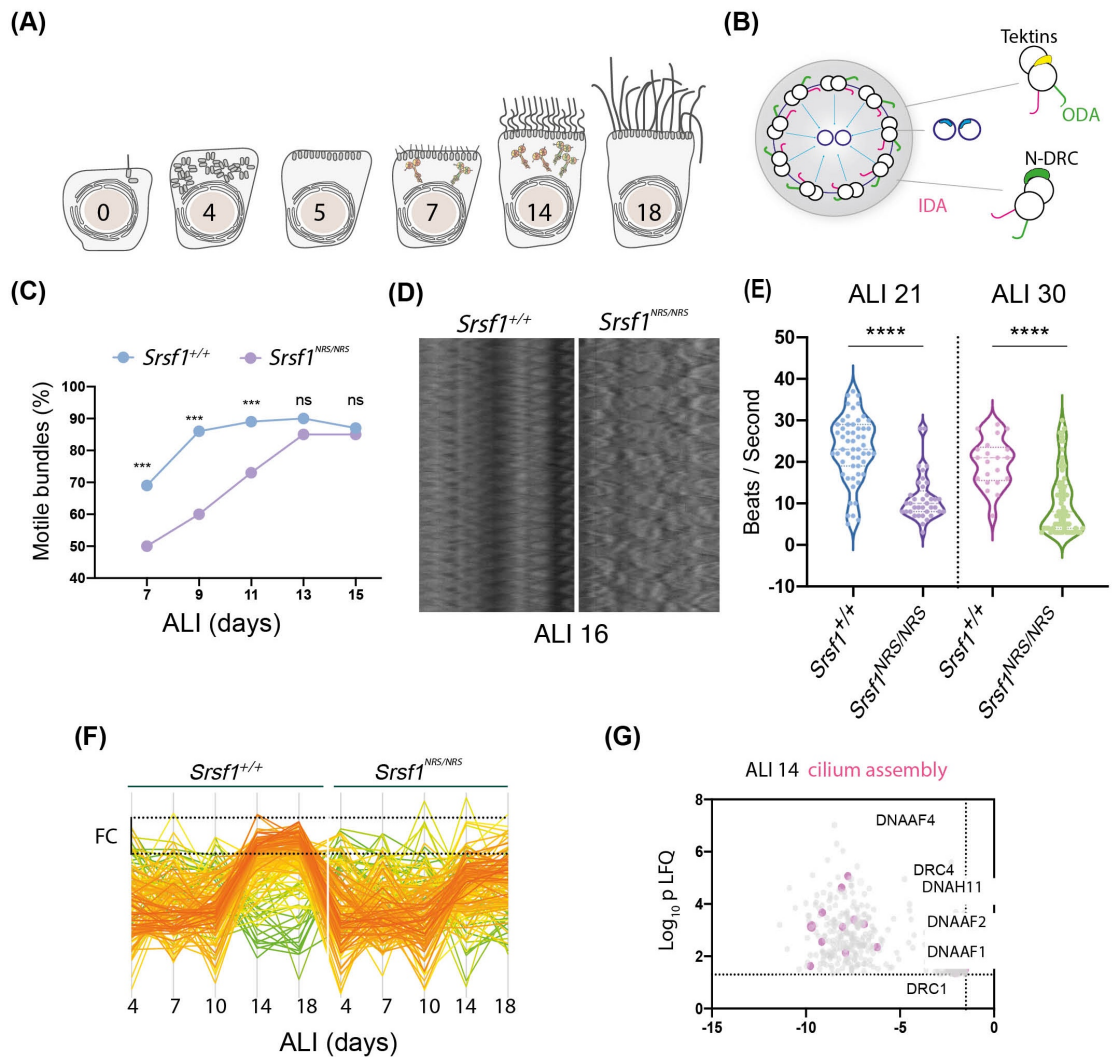 (A)
0
4
5
7
14
18
(B)
Tektins
ODA
N-DRC
IDA
(C)
Srsf1+/+
Srsf1NRS/NRS
Motile bundles (%)
100
90
80
70
60
50
40
***
***
***
ns
ns
7
9
11
13
15
ALI (days)
(D)
Srsf1+/+
Srsf1NRS/NRS
ALI 16
(E)
ALI 21
ALI 30
****
****
Beats / Second
50
40
30
20
10
0
-10
Srsf1+/+
Srsf1NRS/NRS
Srsf1+/+
Srsf1NRS/NRS
(F)
Srsf1+/+
Srsf1NRS/NRS
FC
4
7
10
14
18
4
7
10
14
18
ALI (days)
(G)
ALI 14 cilium assembly
Log10 p LFQ
8
6
4
2
0
DNAAF4
DRC4
DNAH11
DNAAF2
DNAAF1
DRC1
-15
-10
-5
0